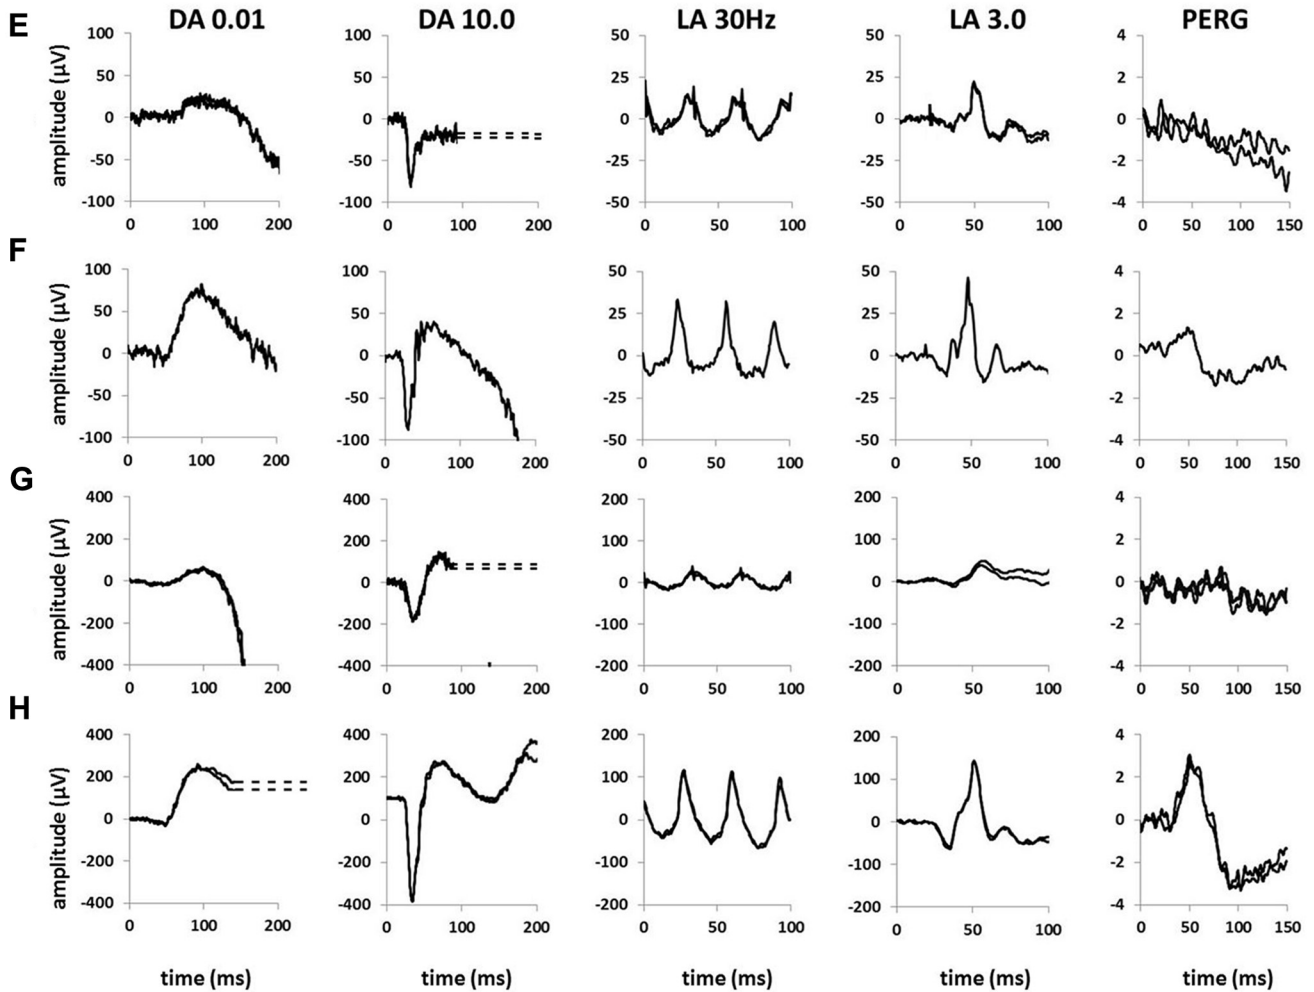 E DA 0.01 DA 10.0 LA 30Hz LA 3.0 PERG
100 100 50 50 4
50 50 25 25 2
amplitude (µV) 0 0 0 0 0
-50 -50 -25 -25 -2
-100 -100 -50 -50 -4
0 100 200 0 100 200 0 50 100 0 50 100 0 50 100 150
F
100 100 50 50 4
50 50 25 25 2
amplitude (µV) 0 0 0 0 0
-50 -50 -25 -25 -2
-100 -100 -50 -50 -4
0 100 200 0 100 200 0 50 100 0 50 100 0 50 100 150
G
400 400 200 200 4
200 200 100 100 2
amplitude (µV) 0 0 0 0 0
-200 -200 -100 -100 -2
-400 -400 -200 -200 -4
0 100 200 0 100 200 0 50 100 0 50 100 0 50 100 150
H
400 400 200 200 4
200 200 100 100 2
amplitude (µV) 0 0 0 0 0
-200 -200 -100 -100 -2
-400 -400 -200 -200 -4
0 100 200 0 100 200 0 50 100 0 50 100 0 50 100 150
time (ms) time (ms) time (ms) time (ms) time (ms)